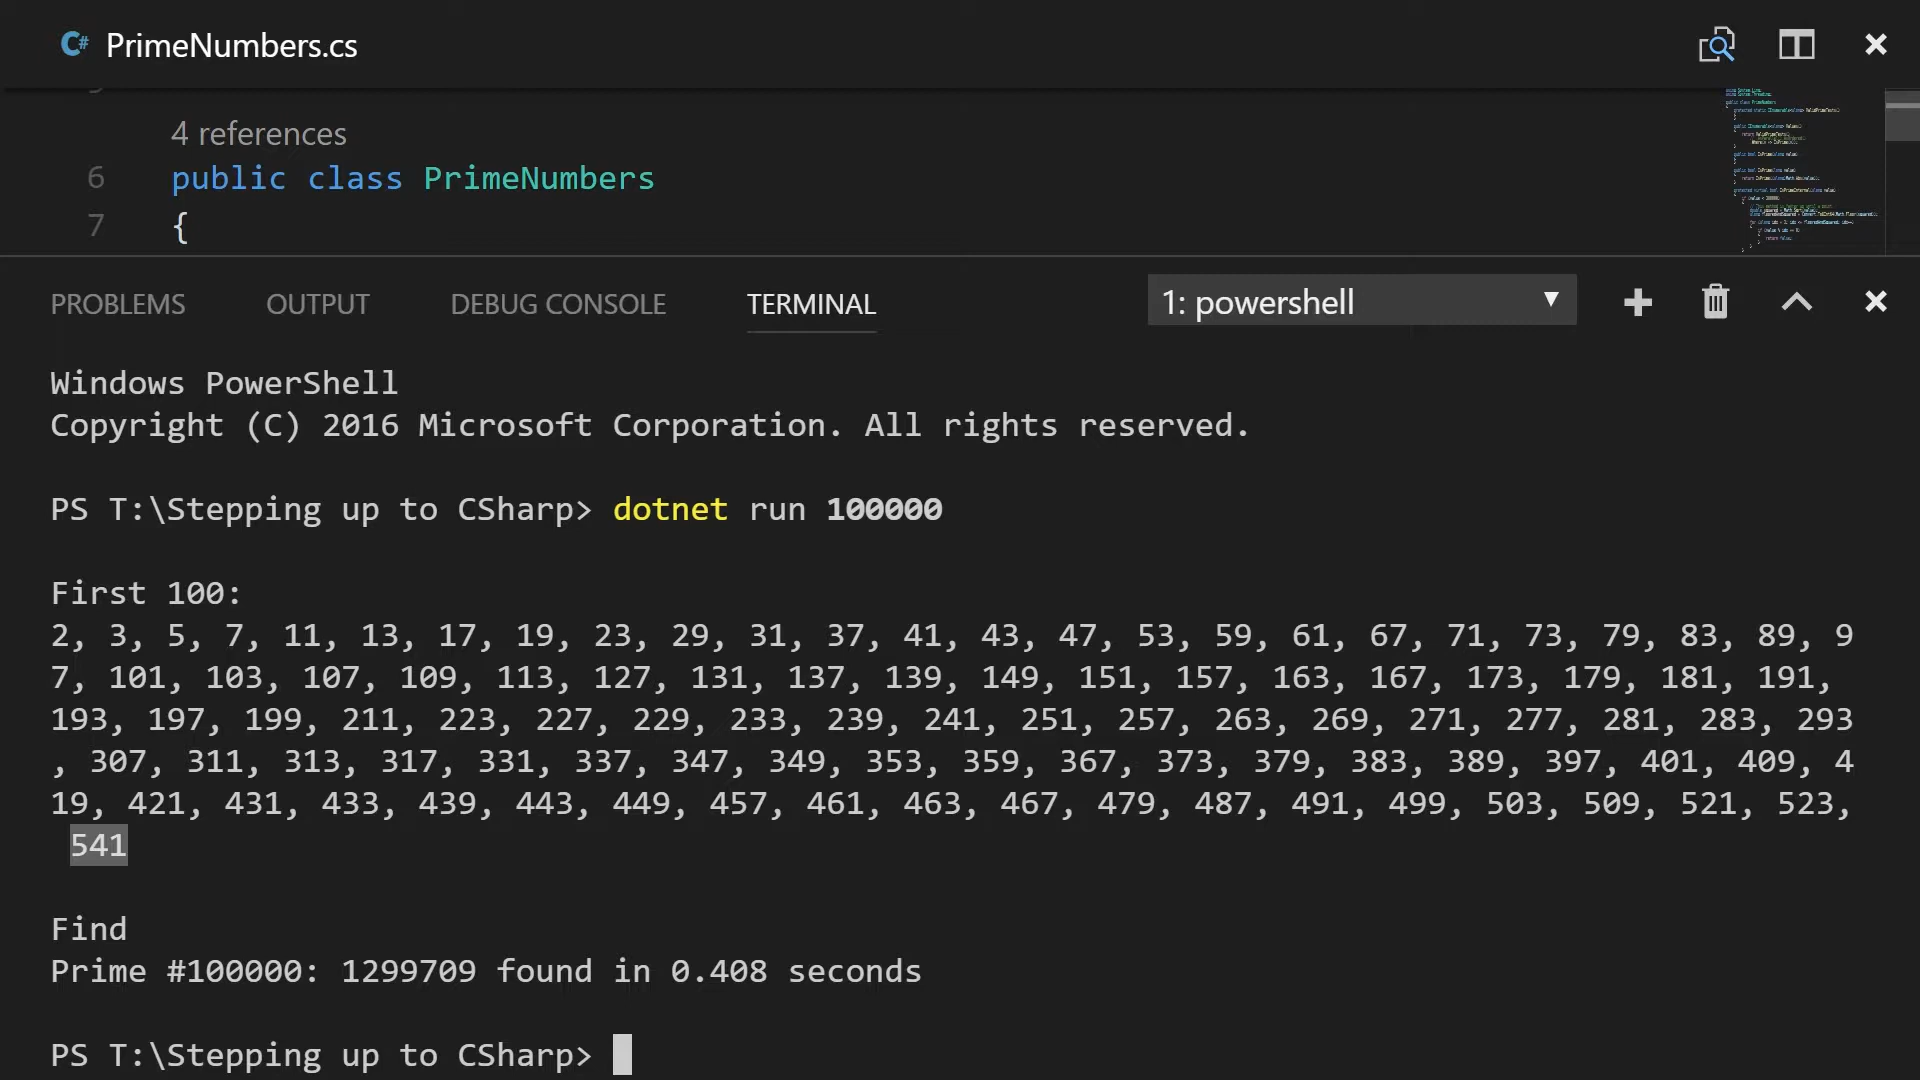 C# PrimeNumbers.cs
4 references
6 public class PrimeNumbers
7 {
PROBLEMS OUTPUT DEBUG CONSOLE TERMINAL 1: powershell
Windows PowerShell
Copyright (C) 2016 Microsoft Corporation. All rights reserved.
PS T:\Stepping up to CSharp> dotnet run 100000
First 100:
2, 3, 5, 7, 11, 13, 17, 19, 23, 29, 31, 37, 41, 43, 47, 53, 59, 61, 67, 71, 73, 79, 83, 89, 9
7, 101, 103, 107, 109, 113, 127, 131, 137, 139, 149, 151, 157, 163, 167, 173, 179, 181, 191,
193, 197, 199, 211, 223, 227, 229, 233, 239, 241, 251, 257, 263, 269, 271, 277, 281, 283, 293
, 307, 311, 313, 317, 331, 337, 347, 349, 353, 359, 367, 373, 379, 383, 389, 397, 401, 409, 4
19, 421, 431, 433, 439, 443, 449, 457, 461, 463, 467, 479, 487, 491, 499, 503, 509, 521, 523,
541
Find
Prime #100000: 1299709 found in 0.408 seconds
PS T:\Stepping up to CSharp>